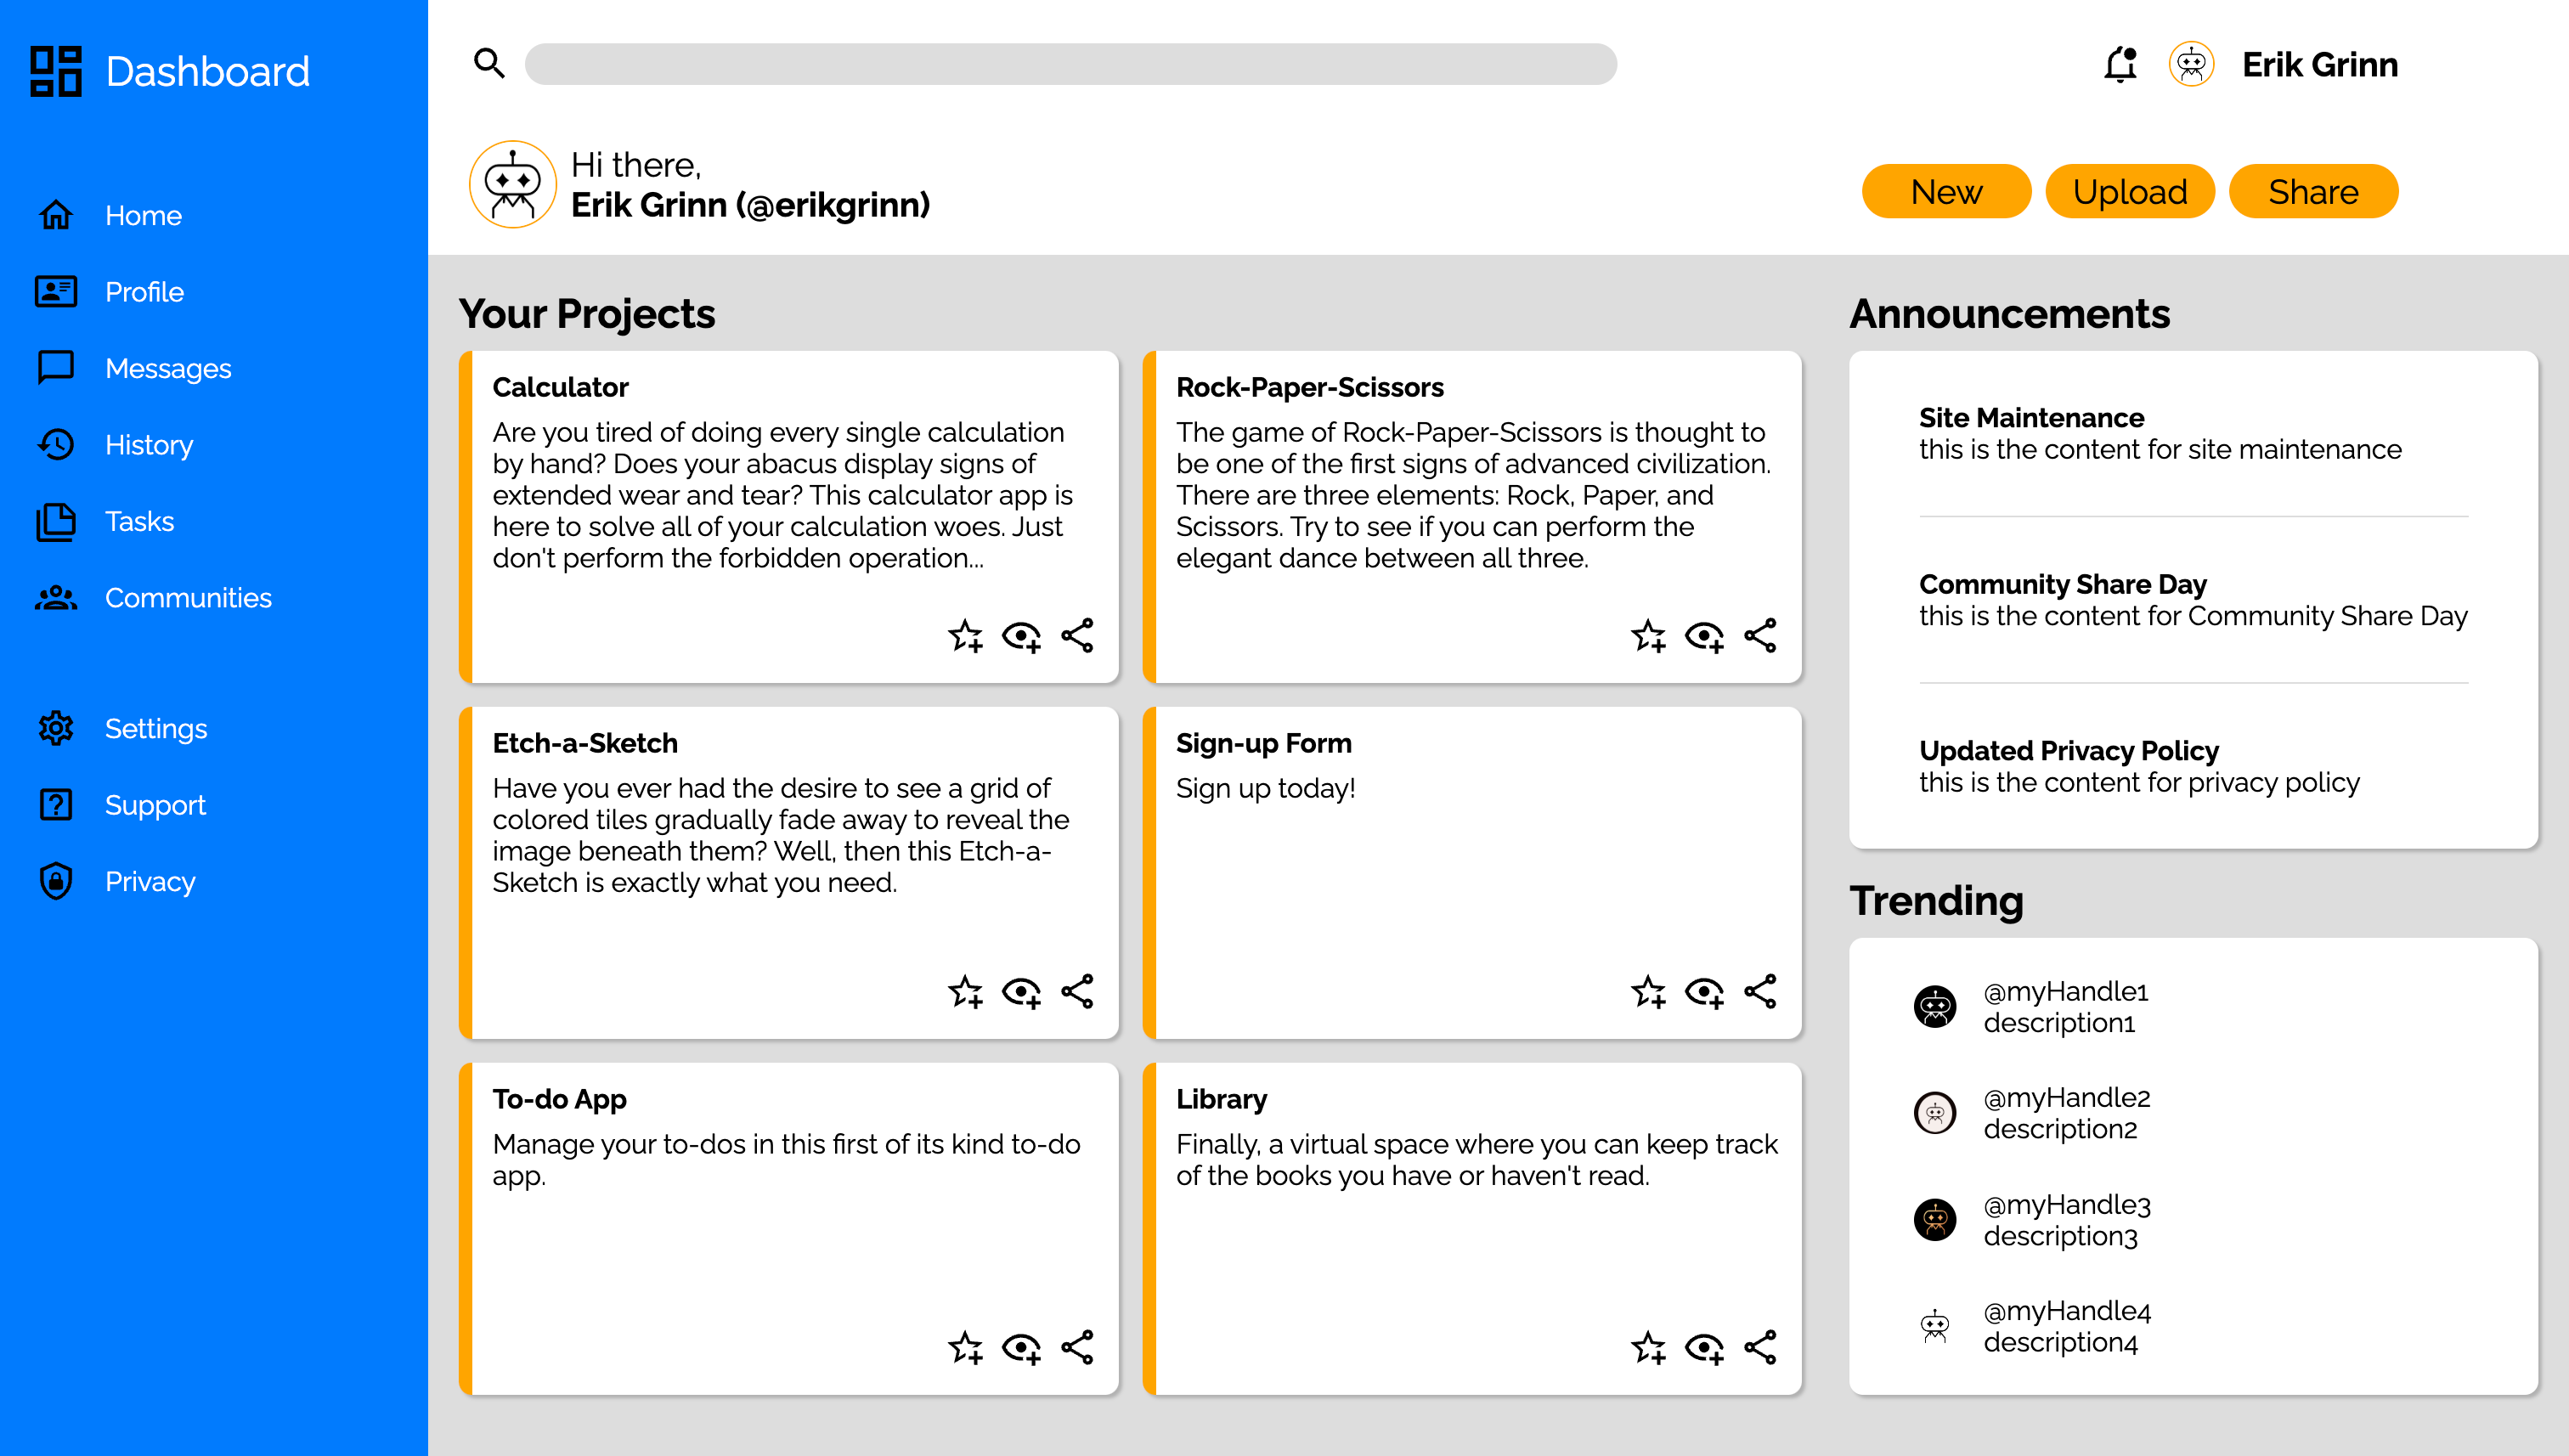 Dashboard
Home
Profile
Messages
History
Tasks
Communities
Settings
Support
Privacy
Erik Grinn
Hi there,
Erik Grinn (@erikgrinn)
New
Upload
Share
Your Projects
Calculator
Are you tired of doing every single calculation
by hand? Does your abacus display signs of
extended wear and tear? This calculator app is
here to solve all of your calculation woes. Just
don't perform the forbidden operation...
Rock-Paper-Scissors
The game of Rock-Paper-Scissors is thought to
be one of the first signs of advanced civilization.
There are three elements: Rock, Paper, and
Scissors. Try to see if you can perform the
elegant dance between all three.
Etch-a-Sketch
Have you ever had the desire to see a grid of
colored tiles gradually fade away to reveal the
image beneath them? Well, then this Etch-a-
Sketch is exactly what you need.
Sign-up Form
Sign up today!
To-do App
Manage your to-dos in this first of its kind to-do
app.
Library
Finally, a virtual space where you can keep track
of the books you have or haven't read.
Announcements
Site Maintenance
this is the content for site maintenance
Community Share Day
this is the content for Community Share Day
Updated Privacy Policy
this is the content for privacy policy
Trending
@myHandle1
description1
@myHandle2
description2
@myHandle3
description3
@myHandle4
description4